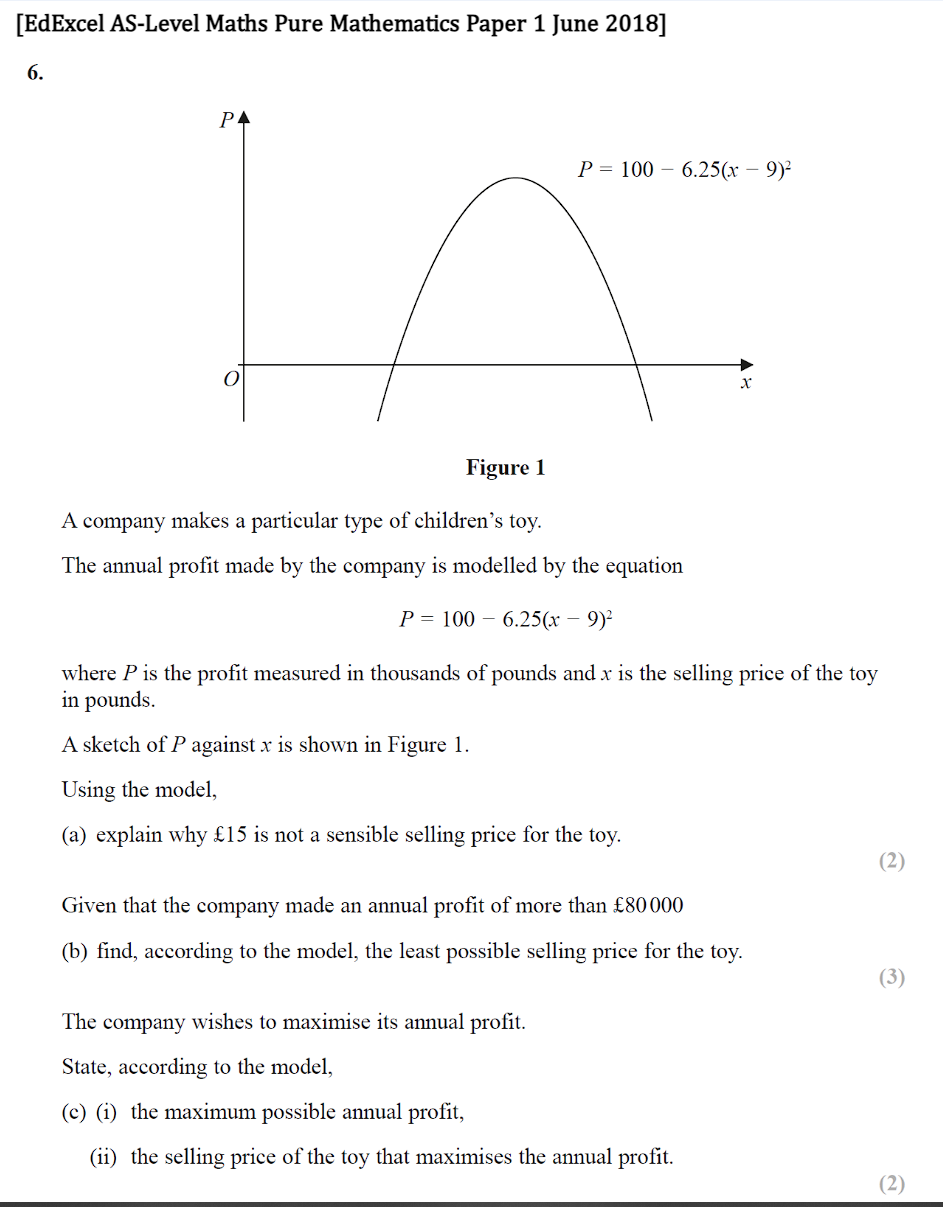 [EdExcel AS-Level Maths Pure Mathematics Paper 1 June 2018]
6.
P
P = 100 − 6.25(x − 9)²
O
x
Figure 1
A company makes a particular type of children’s toy.
The annual profit made by the company is modelled by the equation
P = 100 − 6.25(x − 9)²
where P is the profit measured in thousands of pounds and x is the selling price of the toy
in pounds.
A sketch of P against x is shown in Figure 1.
Using the model,
(a) explain why £15 is not a sensible selling price for the toy.
(2)
Given that the company made an annual profit of more than £80 000
(b) find, according to the model, the least possible selling price for the toy.
(3)
The company wishes to maximise its annual profit.
State, according to the model,
(c) (i) the maximum possible annual profit,
(ii) the selling price of the toy that maximises the annual profit.
(2)